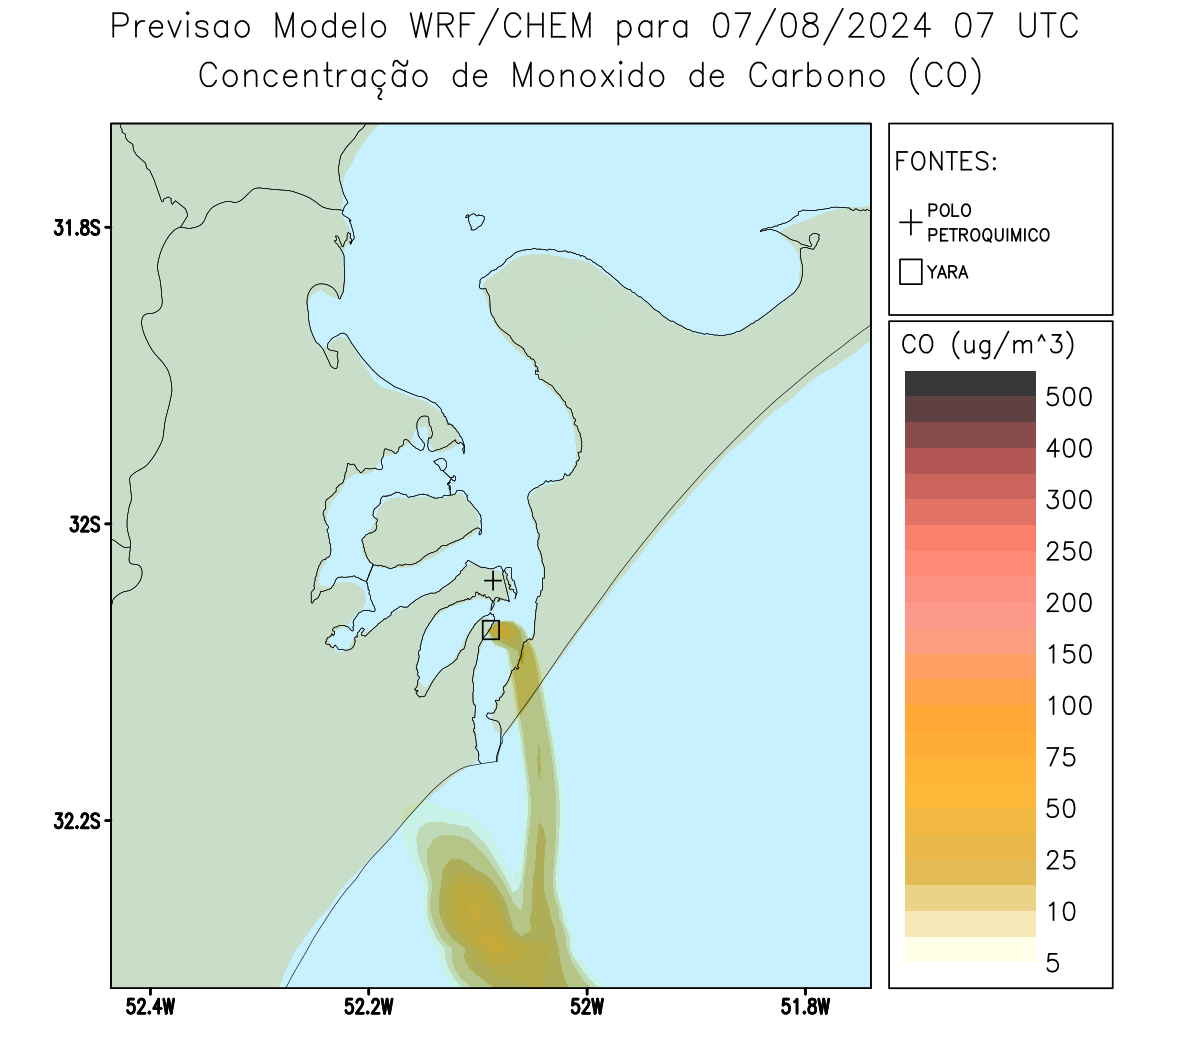 Previsao Modelo WRF/CHEM para 07/08/2024 07 UTC
Concentração de Monoxido de Carbono (CO)
FONTES:
POLO
PETROQUIMICO
YARA
CO (ug/m^3)
500
400
300
250
200
150
100
75
50
25
10
5
31.8S
32S
32.2S
52.4W
52.2W
52W
51.8W